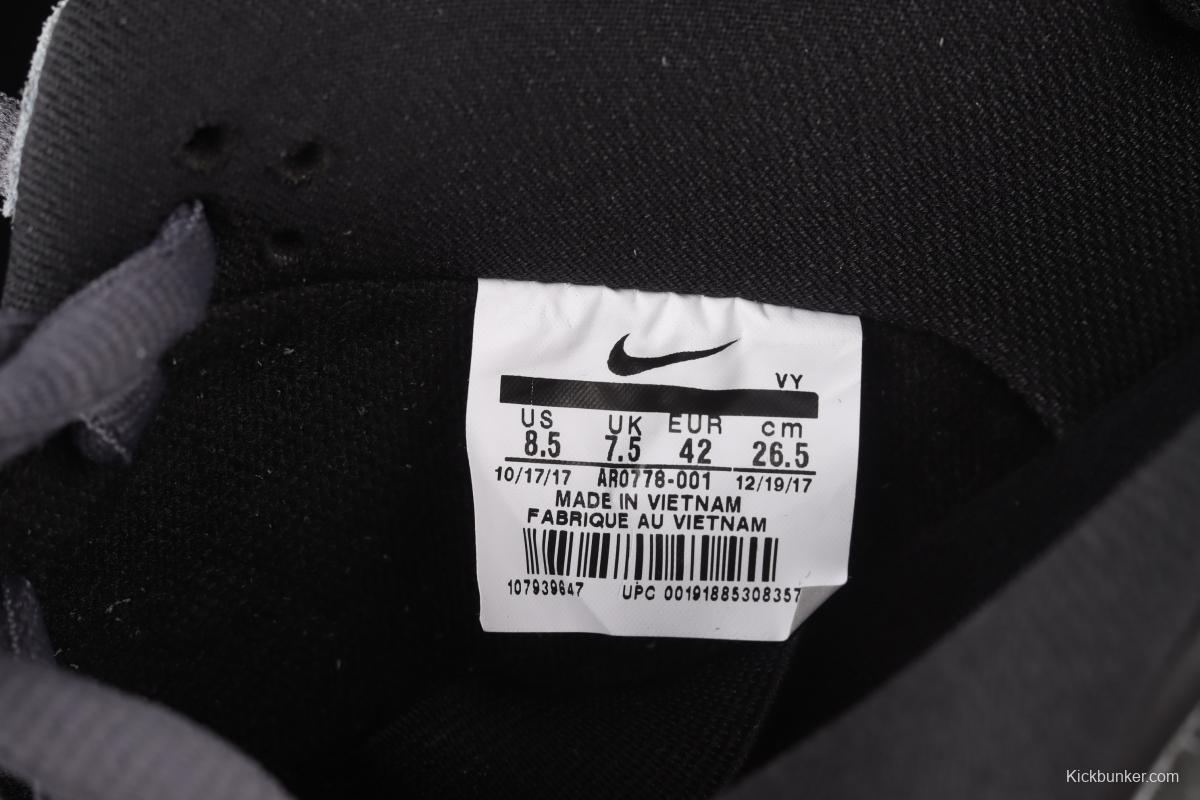 VY
US UK EUR cm
8.5 7.5 42 26.5
10/17/17 AR0778-001 12/19/17
MADE IN VIETNAM
FABRIQUE AU VIETNAM
107939647 UPC 00191885308357
Kickbunker.com